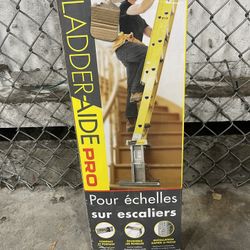 LADDER-AIDE
PRO
Pour échelles
sur escaliers